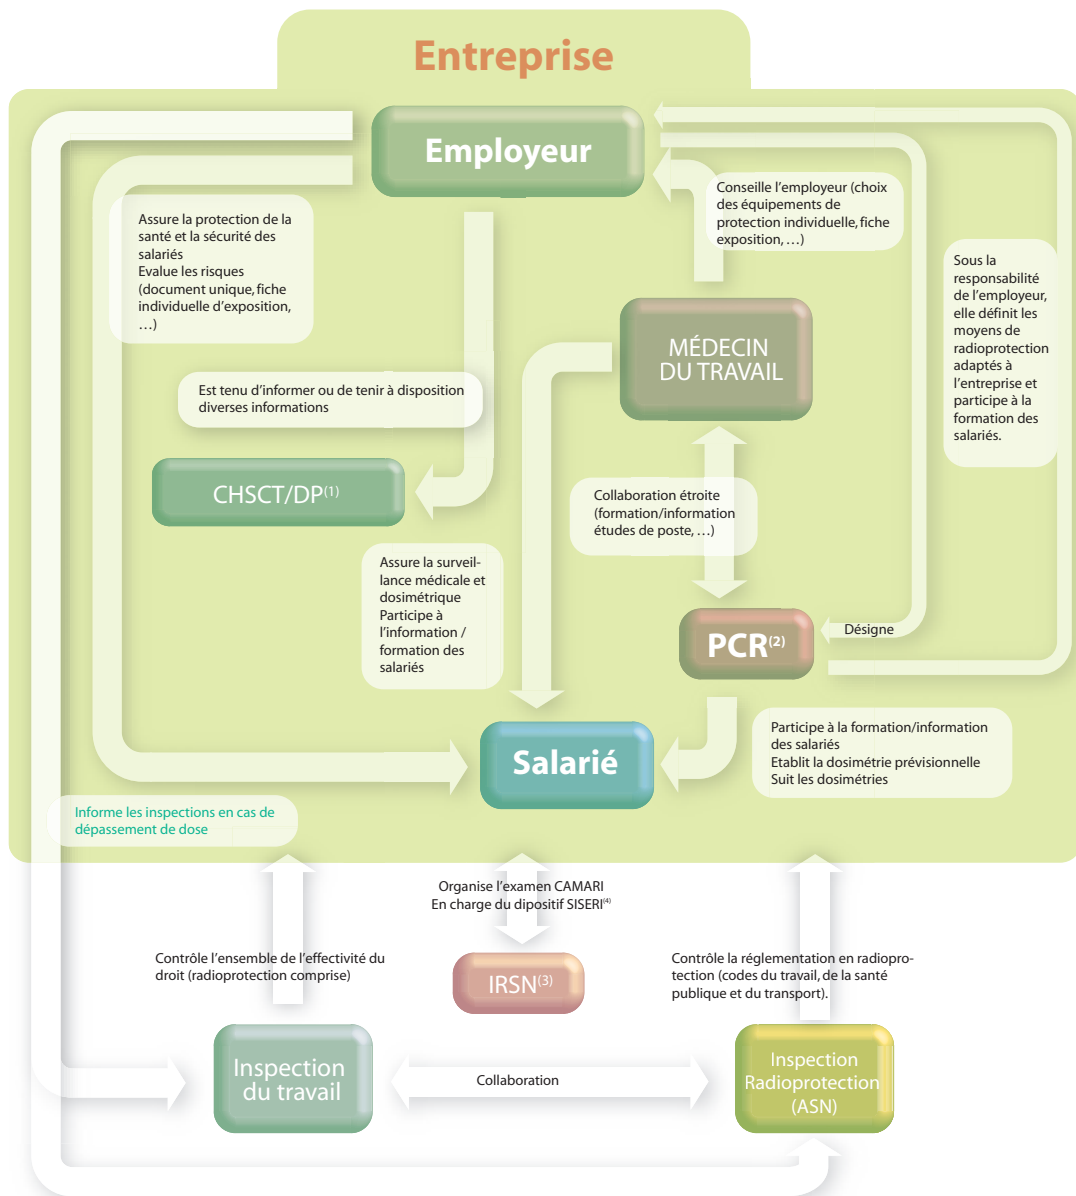 Entreprise
Employeur
Conseille l'employeur (choix
des équipements de
protection individuelle, fiche
exposition, …)
Assure la protection de la
santé et la sécurité des
salariés
Evalue les risques
(document unique, fiche
individuelle d'exposition,
…)
Sous la
responsabilité
de l'employeur,
elle définit les
moyens de
radioprotection
adaptés à
l'entreprise et
participe à la
formation des
salariés.
MÉDECIN
DU TRAVAIL
Est tenu d'informer ou de tenir à disposition
diverses informations
CHSCT/DP(1)
Collaboration étroite
(formation/information
études de poste, …)
Assure la surveil-
lance médicale et
dosimétrique
Participe à
l'information /
formation des
salariés
PCR(2)
Désigne
Salarié
Participe à la formation/information
des salariés
Etablit la dosimétrie prévisionnelle
Suit les dosimétries
Informe les inspections en cas de
dépassement de dose
Organise l'examen CAMARI
En charge du dipositif SISERI(4)
Contrôle l'ensemble de l'effectivité du
droit (radioprotection comprise)
IRSN(3)
Contrôle la réglementation en radiopro-
tection (codes du travail, de la santé
publique et du transport).
Inspection
du travail
Collaboration
Inspection
Radioprotection
(ASN)